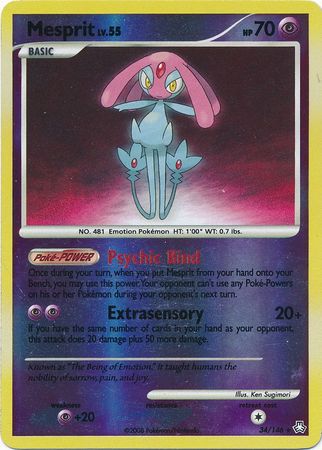 Mesprit LV.55 HP 70
BASIC
NO. 481 Emotion Pokémon HT: 1'00" WT: 0.7 lbs.
Poké-POWER Psychic Bind
Once during your turn, when you put Mesprit from your hand onto your
Bench, you may use this power. Your opponent can't use any Poké-Powers
on his or her Pokémon during your opponent's next turn.
Extrasensory 20+
If you have the same number of cards in your hand as your opponent,
this attack does 20 damage plus 50 more damage.
Known as "The Being of Emotion," it taught humans the
nobility of sorrow, pain, and joy.
Illus. Ken Sugimori
weakness resistance retreat cost
+20
©2008 Pokémon/Nintendo 34/146 ★